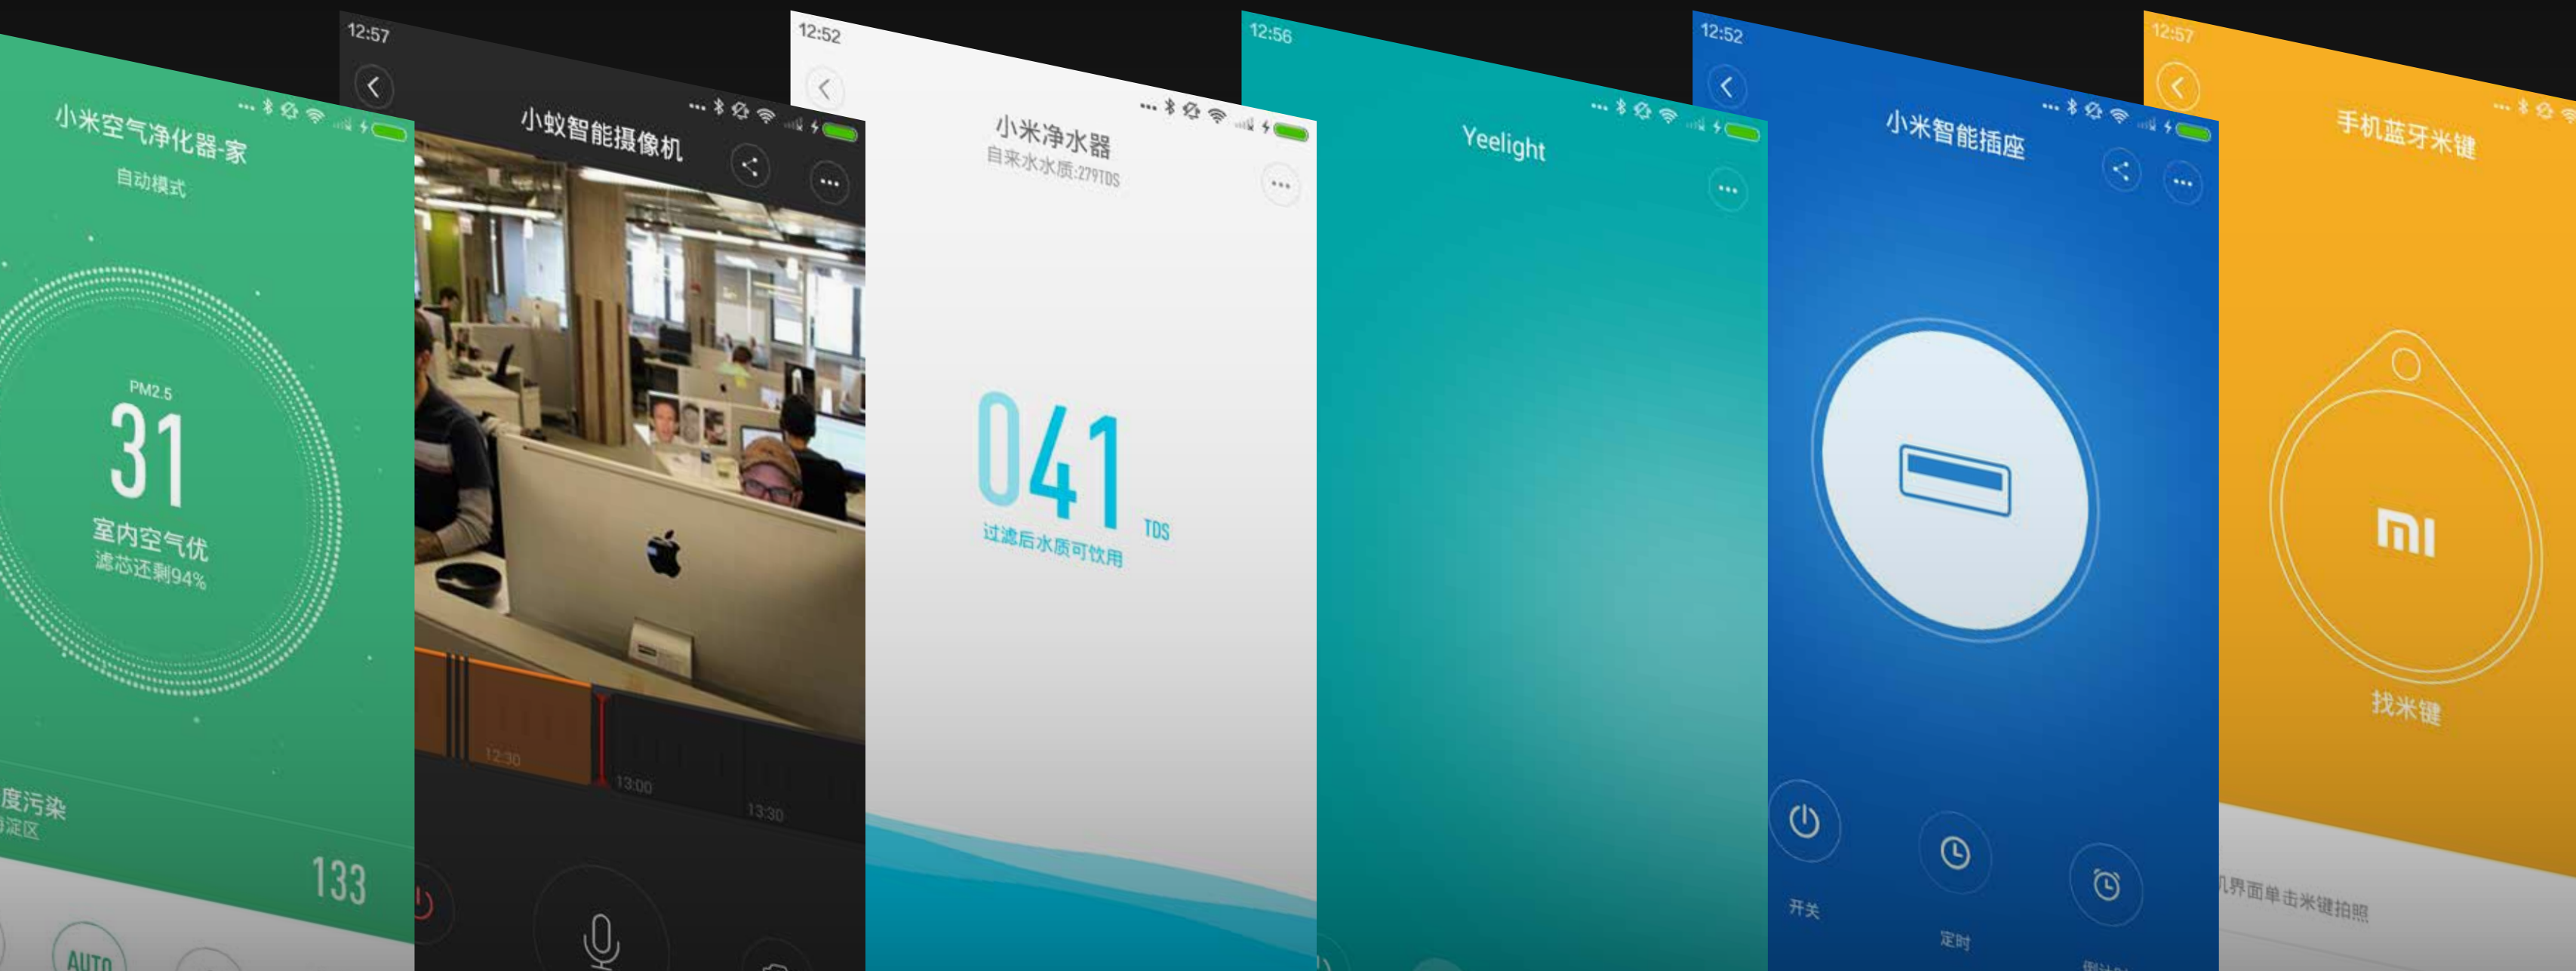 小米空气净化器-家
自动模式
PM2.5
31
室内空气优
滤芯还剩94%
度污染
淀区
133
AUTO
12:57
小蚁智能摄像机
12:30
13:00
13:30
12:52
小米净水器
自来水水质:279TDS
041
TDS
过滤后水质可饮用
12:56
Yeelight
12:52
小米智能插座
开关
定时
12:57
手机蓝牙米键
mi
找米键
界面单击米键拍照